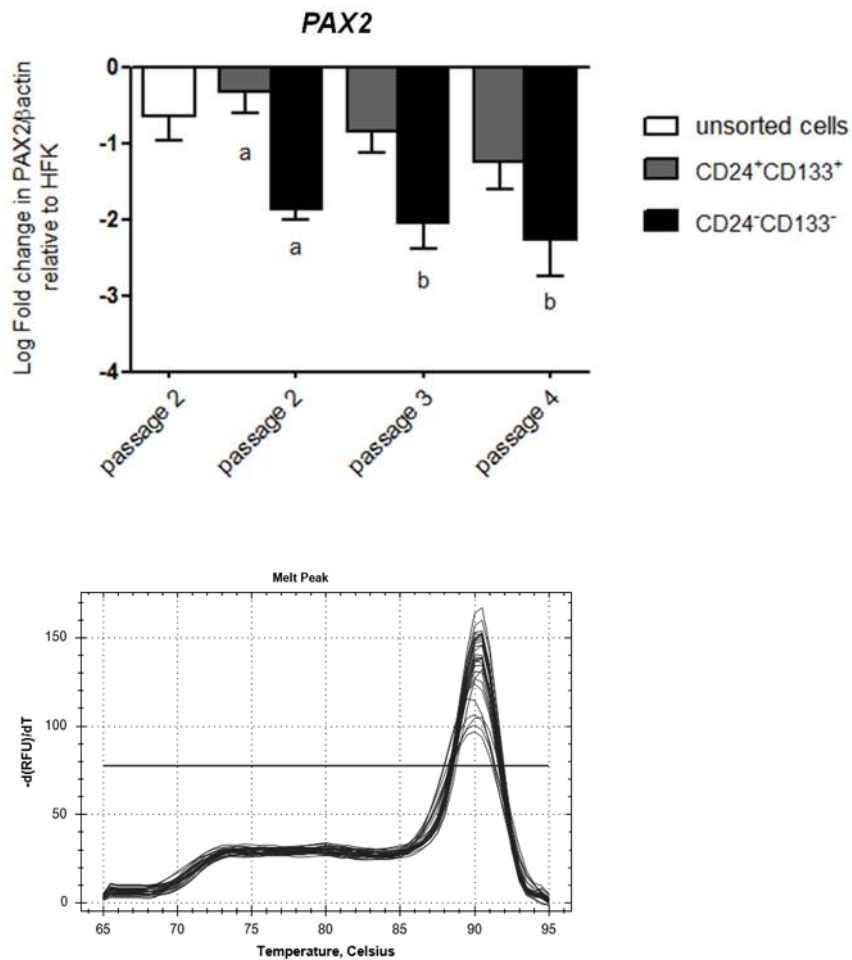 PAX2
Log Fold change in PAX2/βactin
relative to HFK
0
-1
-2
-3
-4
a
a
b
b
passage 2
passage 2
passage 3
passage 4
unsorted cells
CD24⁺CD133⁺
CD24⁻CD133⁻
Melt Peak
-d(RFU)/dT
150
100
50
0
65
70
75
80
85
90
95
Temperature, Celsius